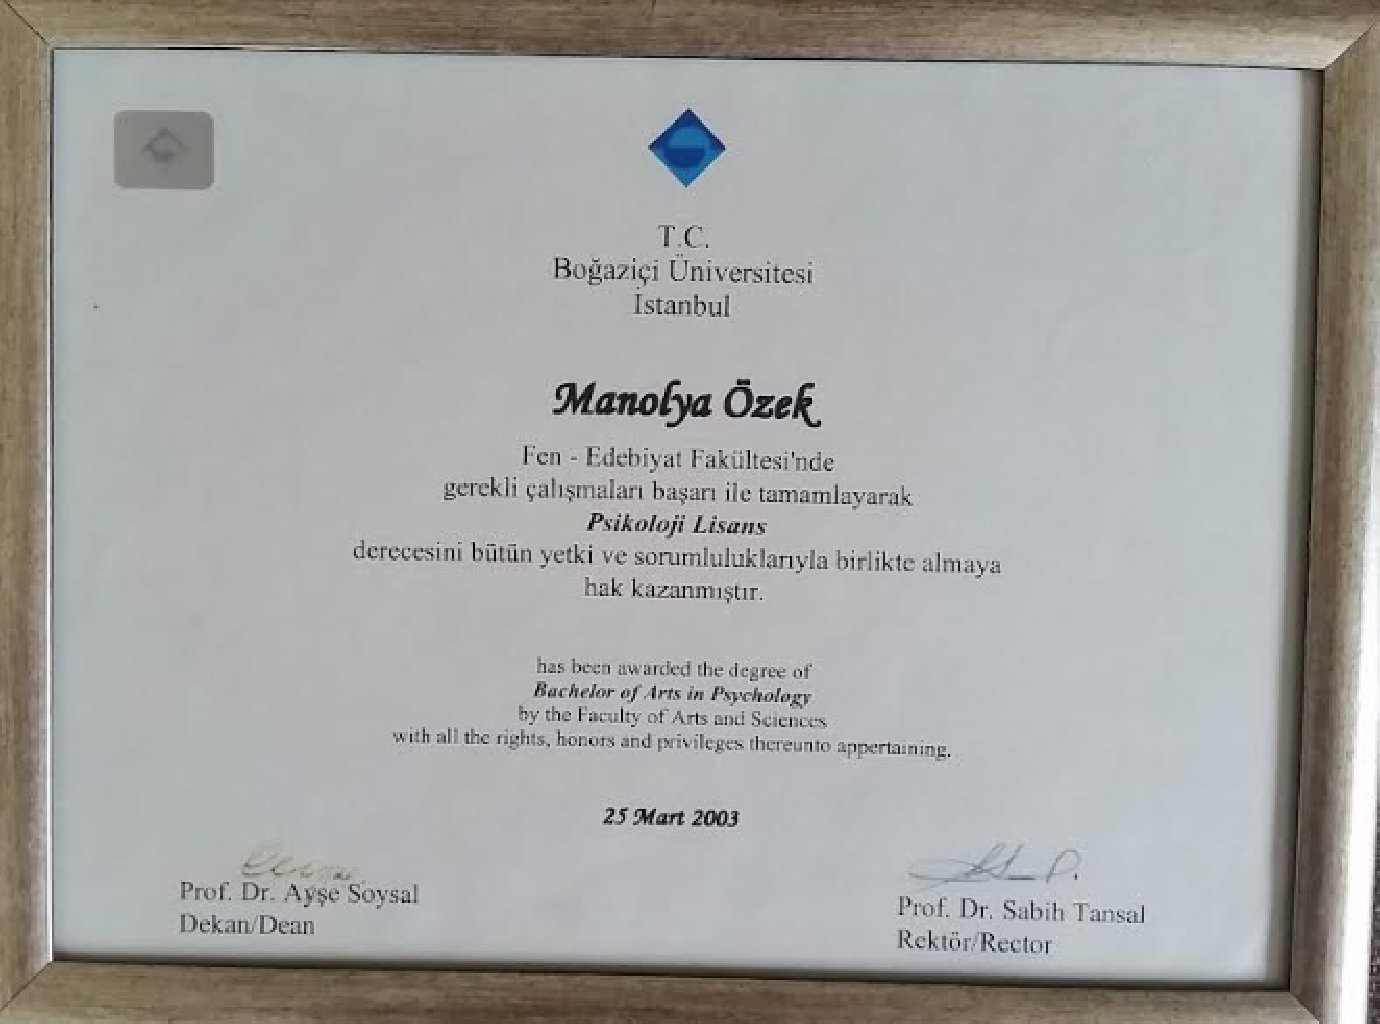 T.C.
Boğaziçi Üniversitesi
İstanbul
Manolya Özek
Fen - Edebiyat Fakültesi'nde
gerekli çalışmaları başarı ile tamamlayarak
Psikoloji Lisans
derecesini bütün yetki ve sorumluluklarıyla birlikte almaya
hak kazanmıştır.
has been awarded the degree of
Bachelor of Arts in Psychology
by the Faculty of Arts and Sciences
with all the rights, honors and privileges thereunto appertaining.
25 Mart 2003
Prof. Dr. Ayşe Soysal
Dekan/Dean
Prof. Dr. Sabih Tansal
Rektör/Rector